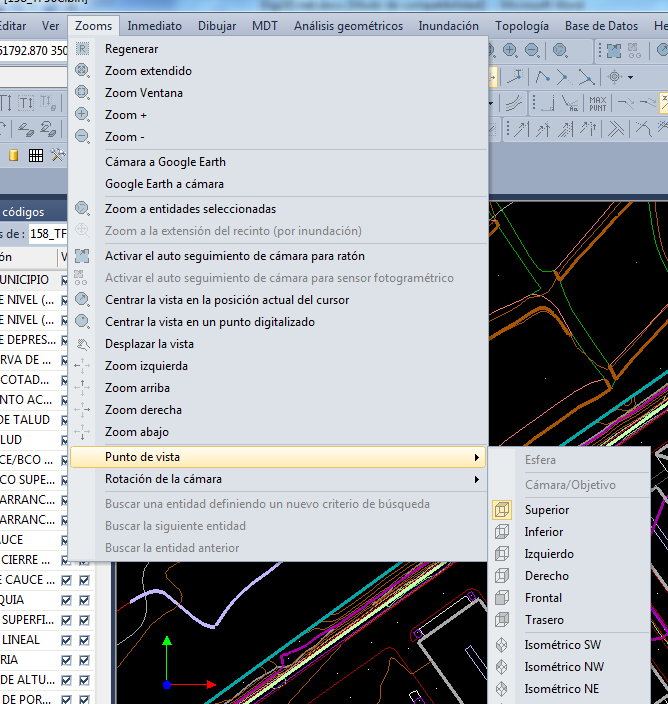 Editar Ver Zooms Inmediato Dibujar MDT Análisis geométricos Inundación Topología Base de Datos He
51792.870 350
Regenerar
Zoom extendido
Zoom Ventana
Zoom +
Zoom -
MAX
PUNT
Cámara a Google Earth
Google Earth a cámara
Zoom a entidades seleccionadas
Zoom a la extensión del recinto (por inundación)
Activar el auto seguimiento de cámara para ratón
Activar el auto seguimiento de cámara para sensor fotogramétrico
Centrar la vista en la posición actual del cursor
Centrar la vista en un punto digitalizado
Desplazar la vista
Zoom izquierda
Zoom arriba
Zoom derecha
Zoom abajo
Punto de vista
Rotación de la cámara
Buscar una entidad definiendo un nuevo criterio de búsqueda
Buscar la siguiente entidad
Buscar la entidad anterior
Esfera
Cámara/Objetivo
Superior
Inferior
Izquierdo
Derecho
Frontal
Trasero
Isométrico SW
Isométrico NW
Isométrico NE
códigos
s de : 158_TF
ón V
UNICIPIO
E NIVEL (...
E NIVEL (...
E DEPRES...
RVA DE ...
COTAD...
NTO AC...
DE TALUD
LUD
CE/BCO ...
CO SUPE...
ARRANC...
ARRANC...
AUCE
CIERRE ...
E CAUCE ...
QUIA
SUPERFI...
LINEAL
RIA
DE ALTU...
DE POR...